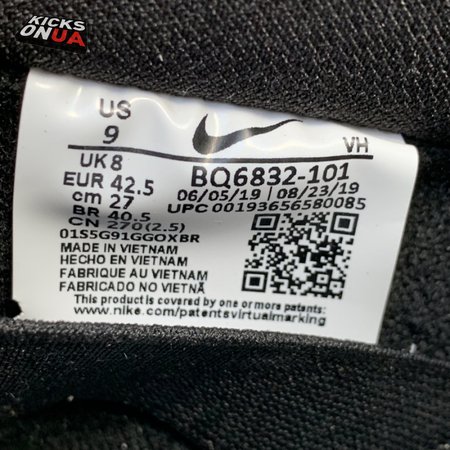 KICKS
ONUA
US
9
VH
UK 8
BQ6832-101
EUR 42.5
06/05/19 | 08/23/19
cm 27
UPC 00193656580085
BR 40.5
CN 270(2.5)
01S5G91GGOXBR
MADE IN VIETNAM
HECHO EN VIETNAM
FABRIQUE AU VIETNAM
FABRICADO NO VIETNÃ
This product is covered by one or more patents:
www.nike.com/patentsvirtualmarking